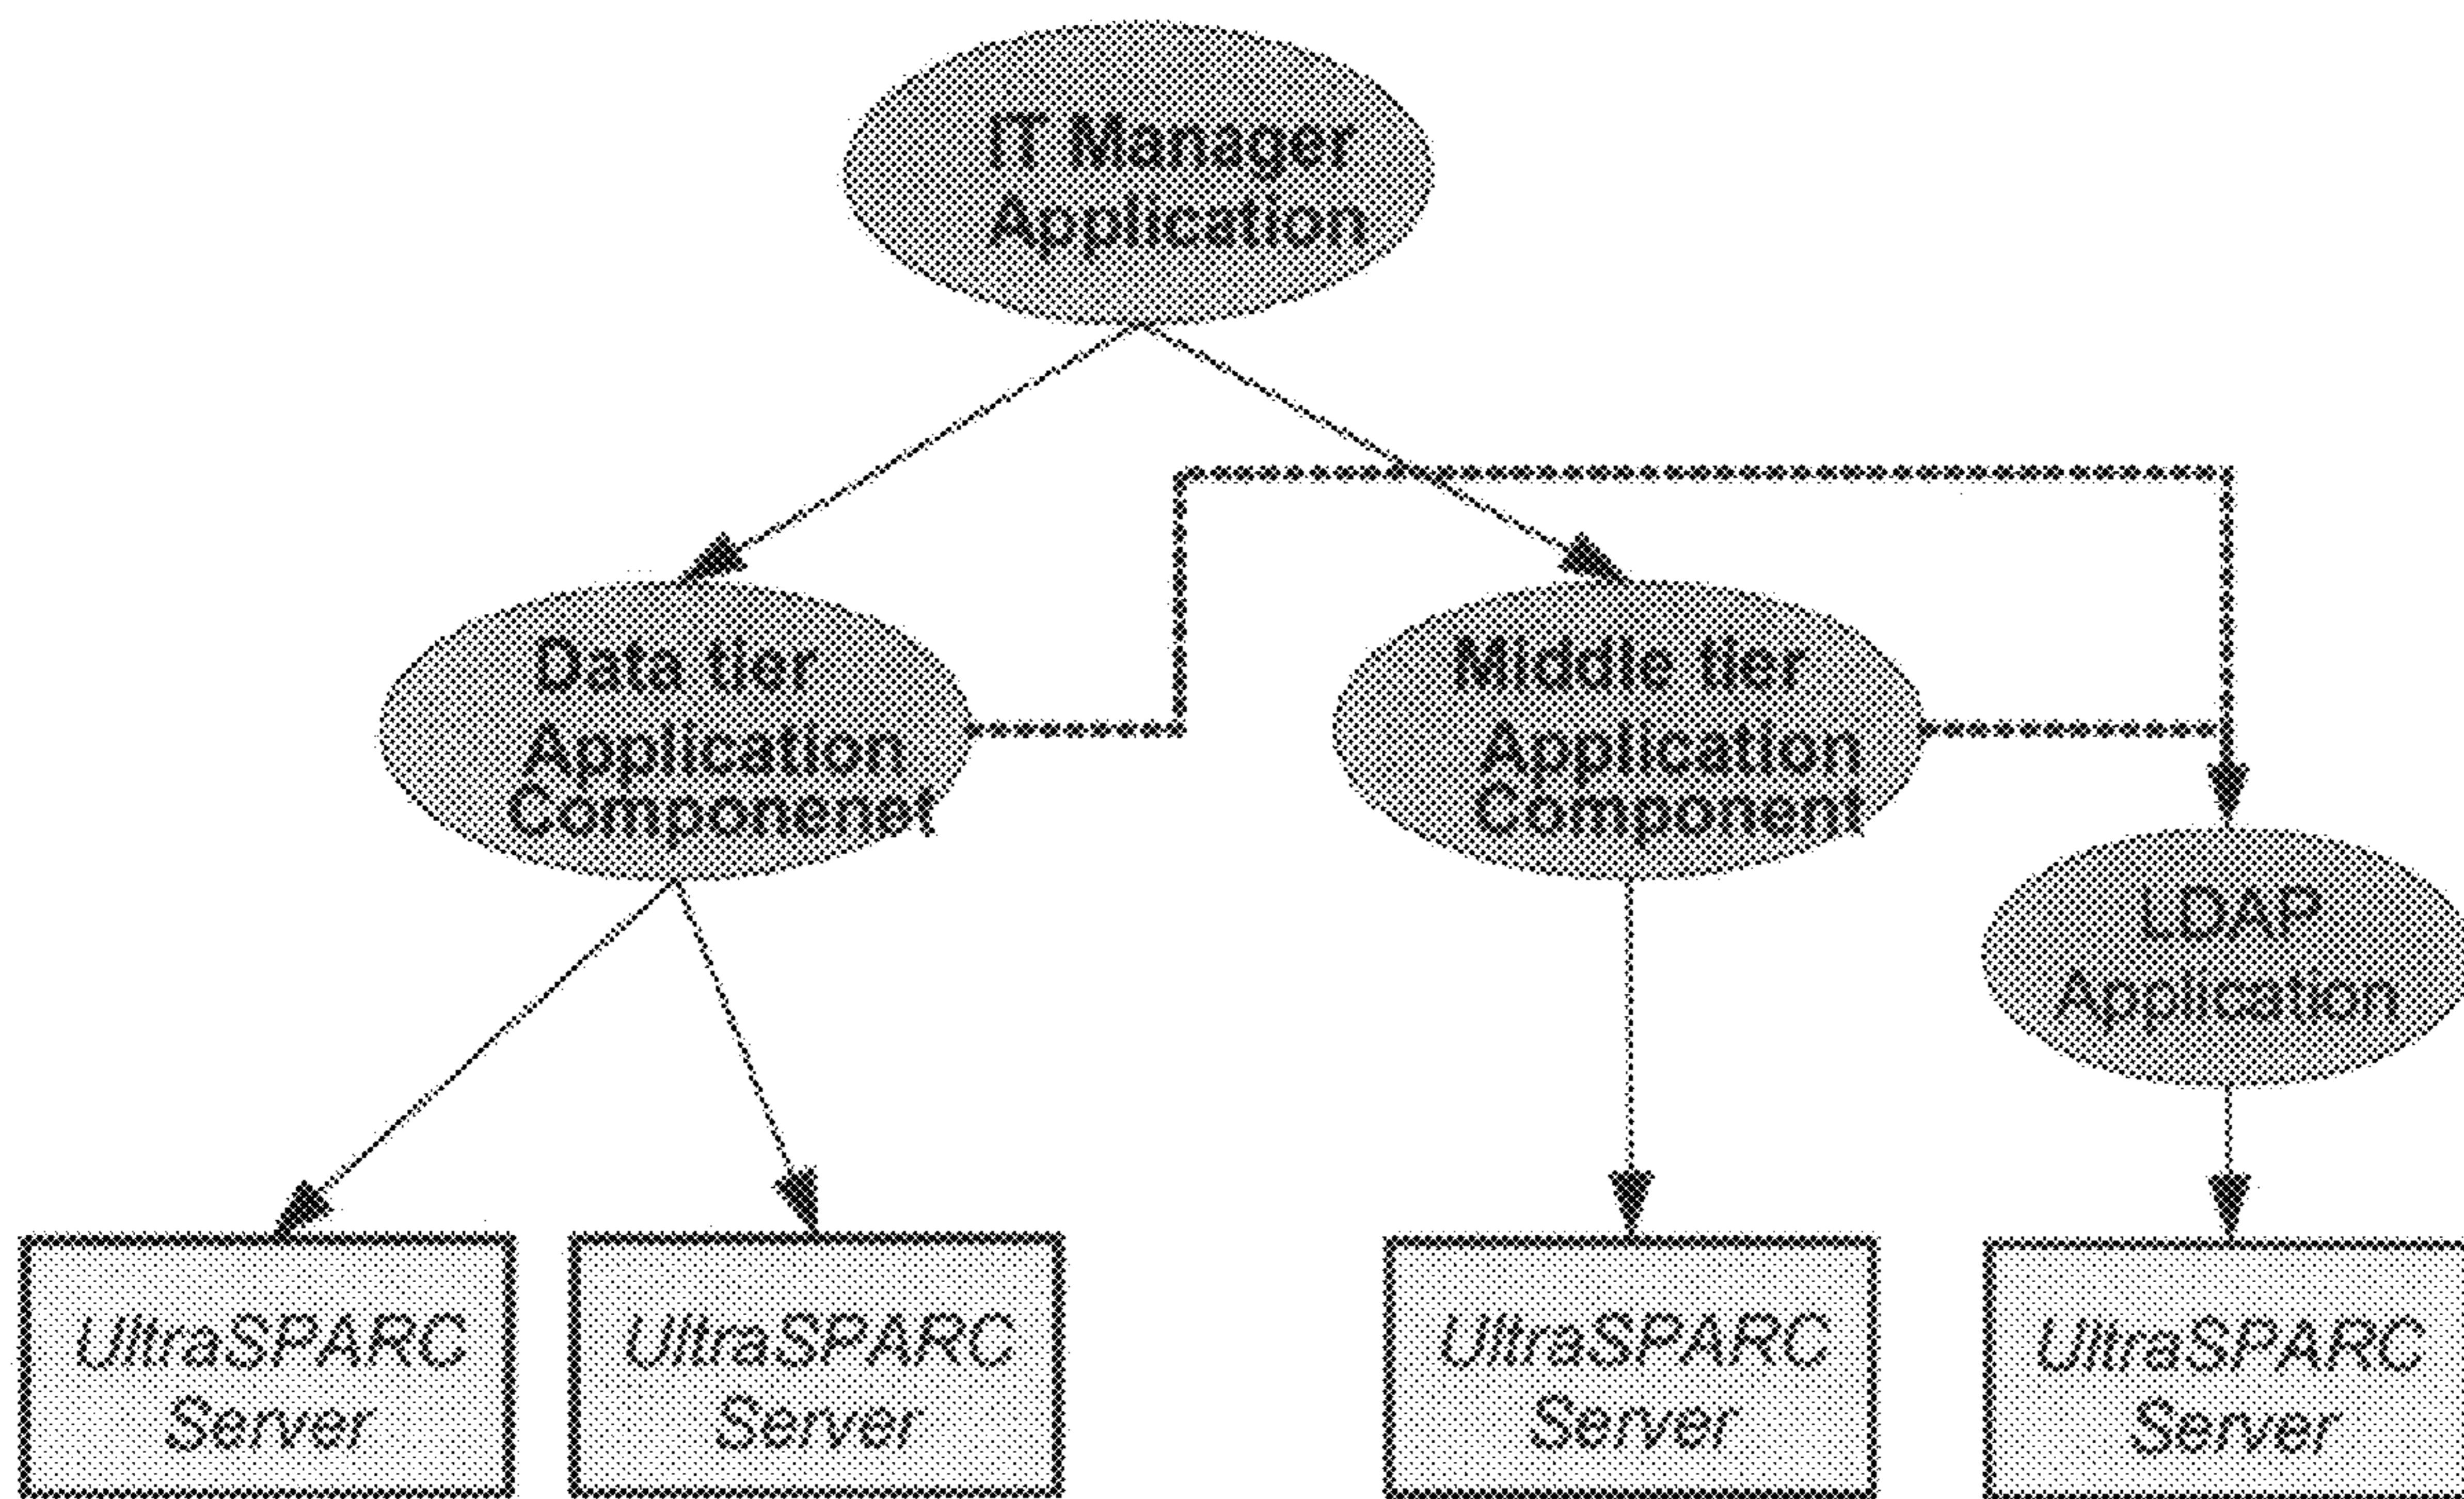 IT Manager
Application
Data tier
Application
Componenet
Middle tier
Application
Component
LDAP
Application
UltraSPARC
Server
UltraSPARC
Server
UltraSPARC
Server
UltraSPARC
Server